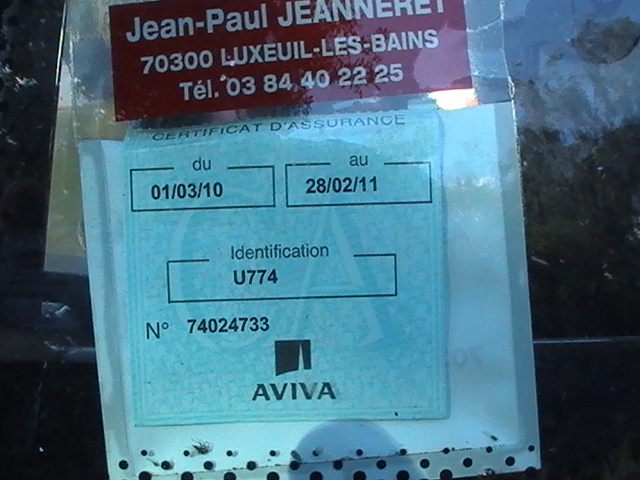 Jean-Paul JEANNERET
70300 LUXEUIL-LES-BAINS
Tél. 03 84 40 22 25
CERTIFICAT D'ASSURANCE
du au
01/03/10 28/02/11
Identification
U774
N° 74024733
AVIVA